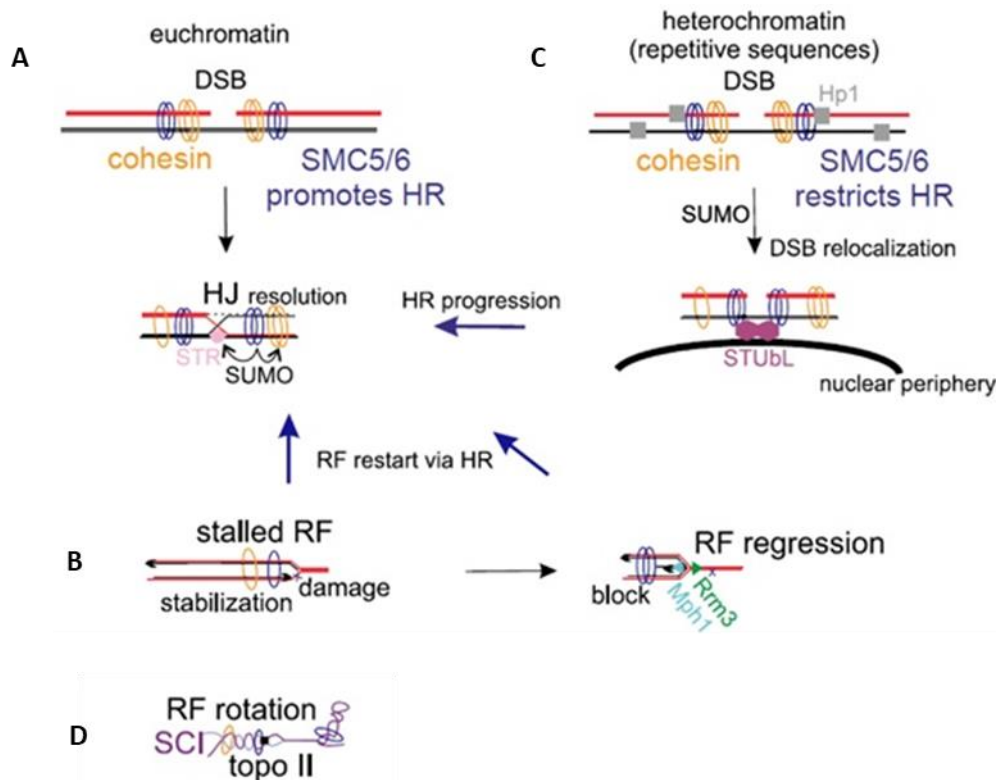 A
euchromatin
DSB
cohesin
SMC5/6
promotes HR
C
heterochromatin
(repetitive sequences)
DSB
Hp1
cohesin
SMC5/6
restricts HR
SUMO
DSB relocalization
HJ resolution
STR
SUMO
HR progression
STUbL
nuclear periphery
RF restart via HR
B
stalled RF
stabilization
damage
RF regression
block
Mph1
Rrm3
D
RF rotation
SCI
topo II